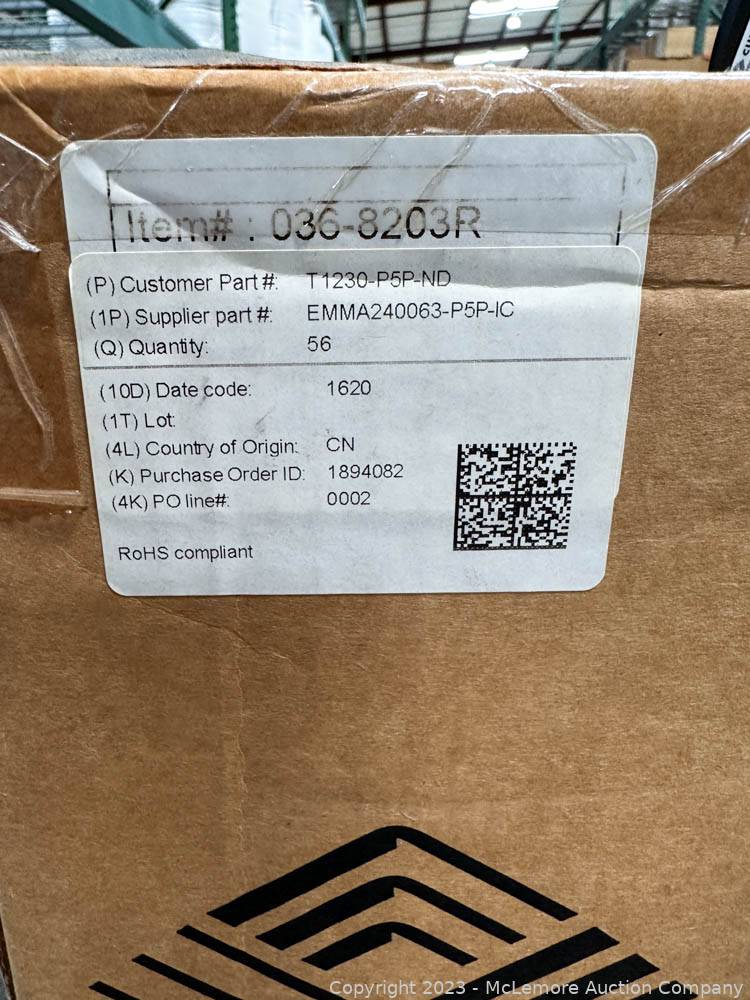 Item# : 036-8203R
(P) Customer Part #: T1230-P5P-ND
(1P) Supplier part #: EMMA240063-P5P-IC
(Q) Quantity: 56
(10D) Date code: 1620
(1T) Lot:
(4L) Country of Origin: CN
(K) Purchase Order ID: 1894082
(4K) PO line#: 0002
RoHS compliant
Copyright 2023 - McLemore Auction Company